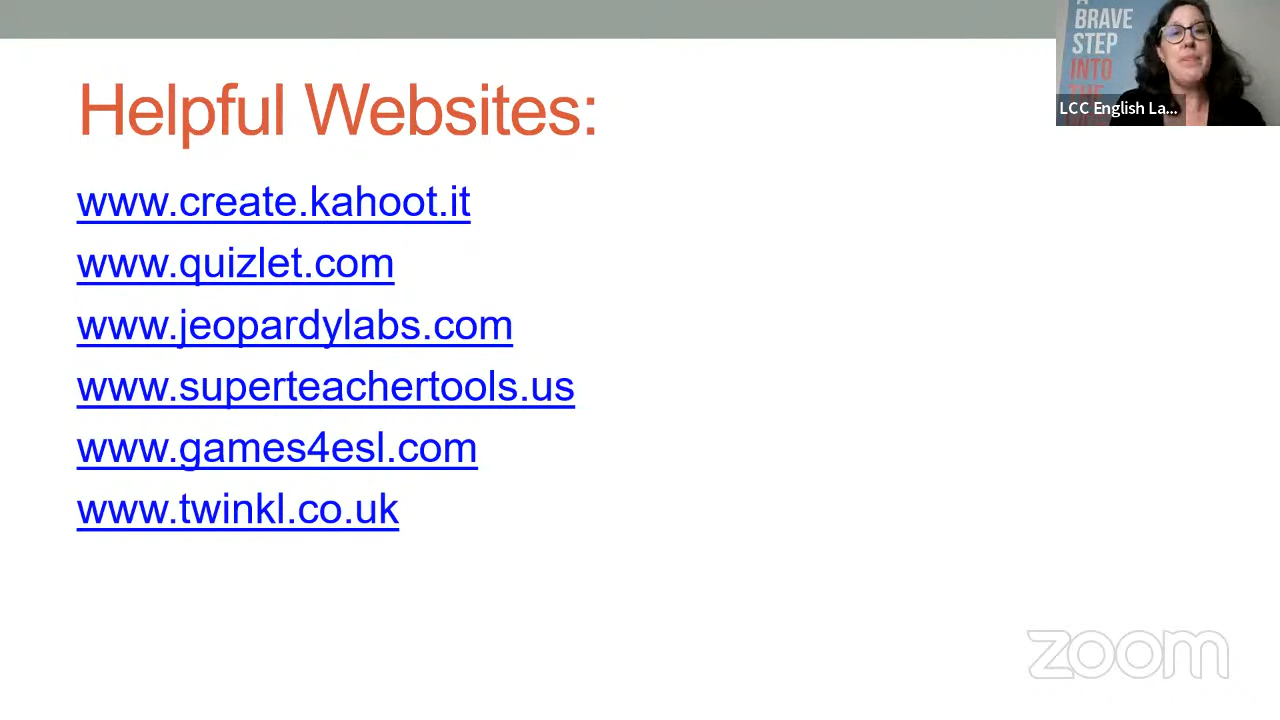 A
BRAVE
STEP
INTO
THE
LCC English La...
Helpful Websites:
www.create.kahoot.it
www.quizlet.com
www.jeopardylabs.com
www.superteachertools.us
www.games4esl.com
www.twinkl.co.uk
zoom